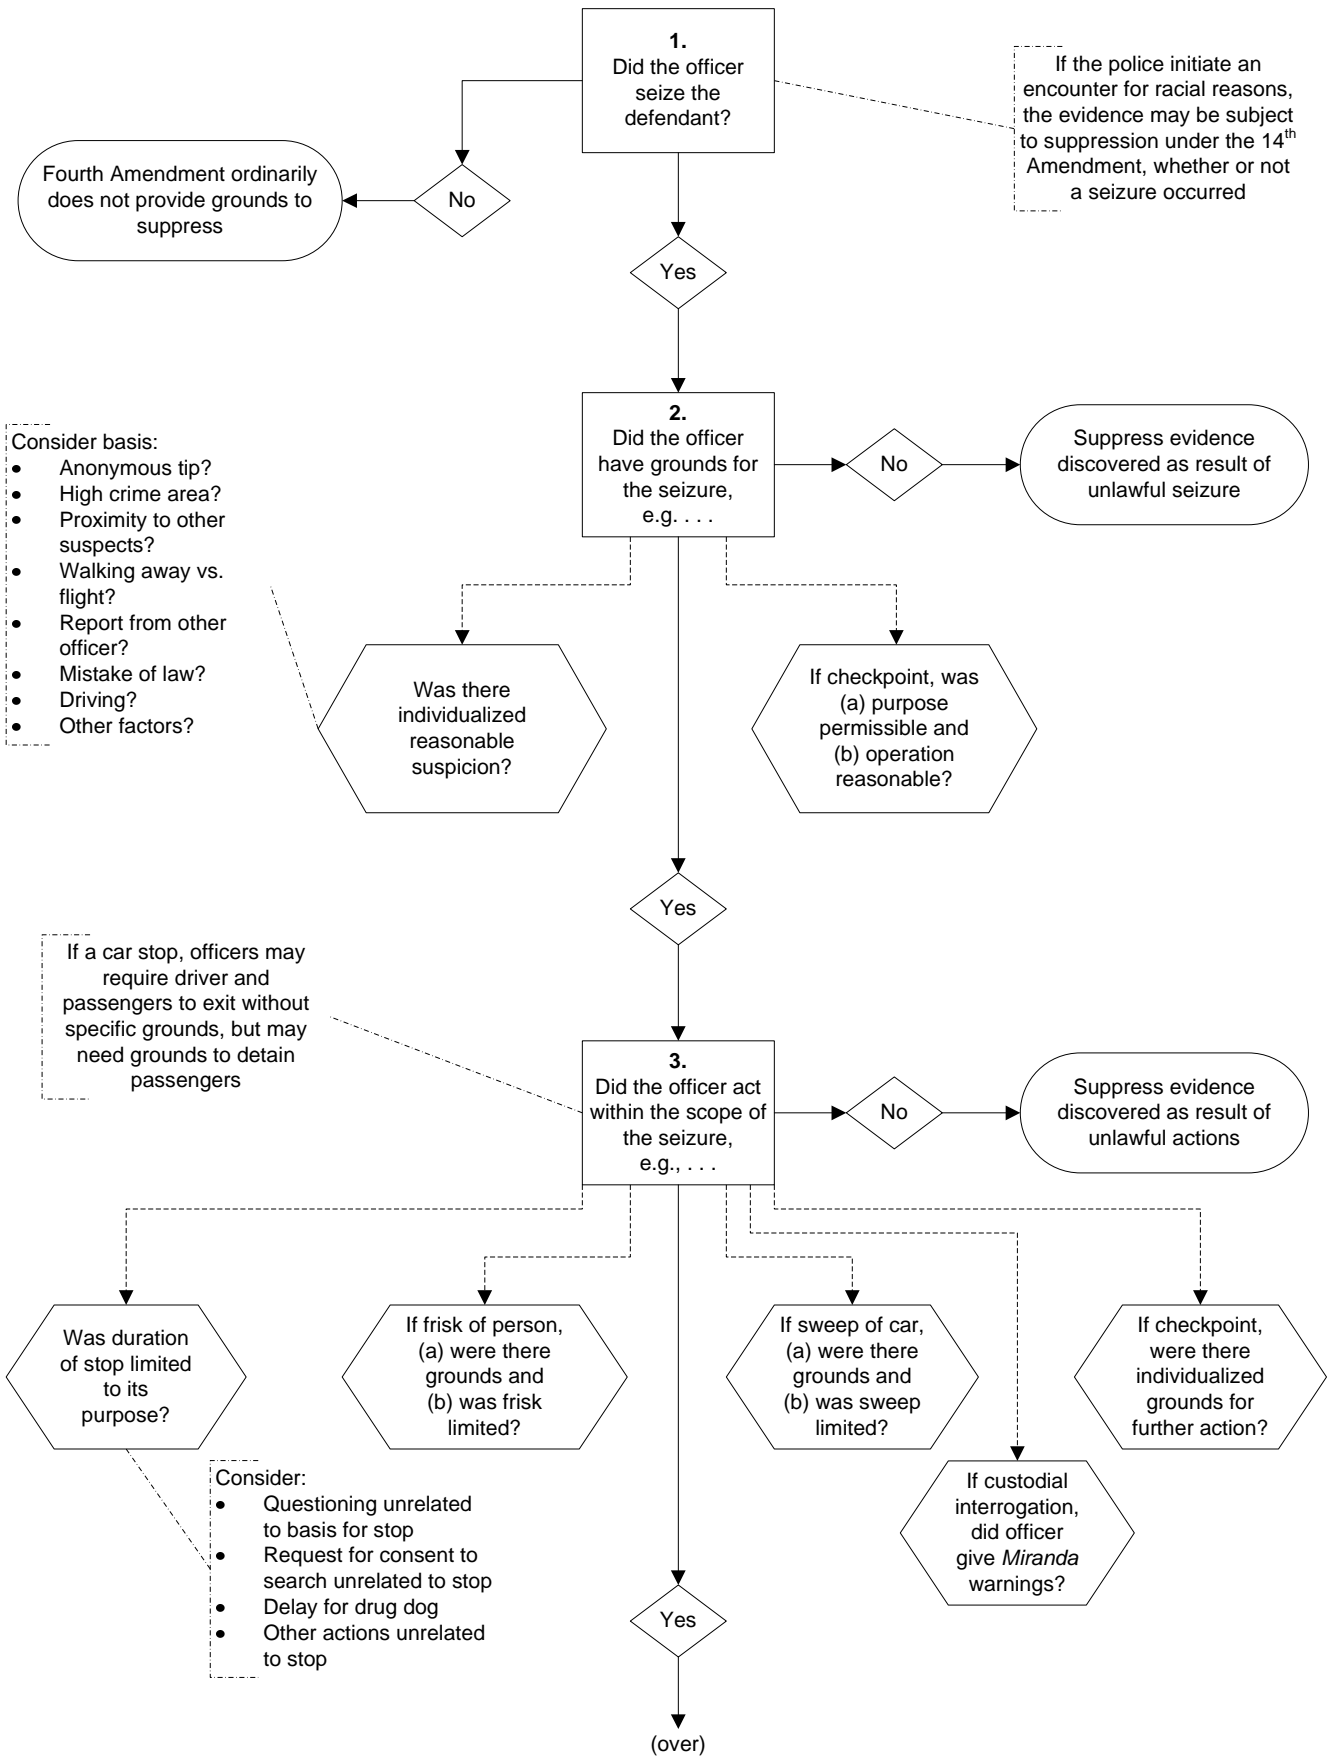 1.
Did the officer
seize the
defendant?
If the police initiate an
encounter for racial reasons,
the evidence may be subject
to suppression under the 14th
Amendment, whether or not
a seizure occurred
Fourth Amendment ordinarily
does not provide grounds to
suppress
No
Yes
2.
Did the officer
have grounds for
the seizure,
e.g. . . .
No
Suppress evidence
discovered as result of
unlawful seizure
Consider basis:
• Anonymous tip?
• High crime area?
• Proximity to other
suspects?
• Walking away vs.
flight?
• Report from other
officer?
• Mistake of law?
• Driving?
• Other factors?
Was there
individualized
reasonable
suspicion?
If checkpoint, was
(a) purpose
permissible and
(b) operation
reasonable?
Yes
If a car stop, officers may
require driver and
passengers to exit without
specific grounds, but may
need grounds to detain
passengers
3.
Did the officer act
within the scope of
the seizure,
e.g., . . .
No
Suppress evidence
discovered as result of
unlawful actions
Was duration
of stop limited
to its
purpose?
If frisk of person,
(a) were there
grounds and
(b) was frisk
limited?
If sweep of car,
(a) were there
grounds and
(b) was sweep
limited?
If checkpoint,
were there
individualized
grounds for
further action?
Consider:
• Questioning unrelated
to basis for stop
• Request for consent to
search unrelated to stop
• Delay for drug dog
• Other actions unrelated
to stop
If custodial
interrogation,
did officer
give Miranda
warnings?
Yes
(over)